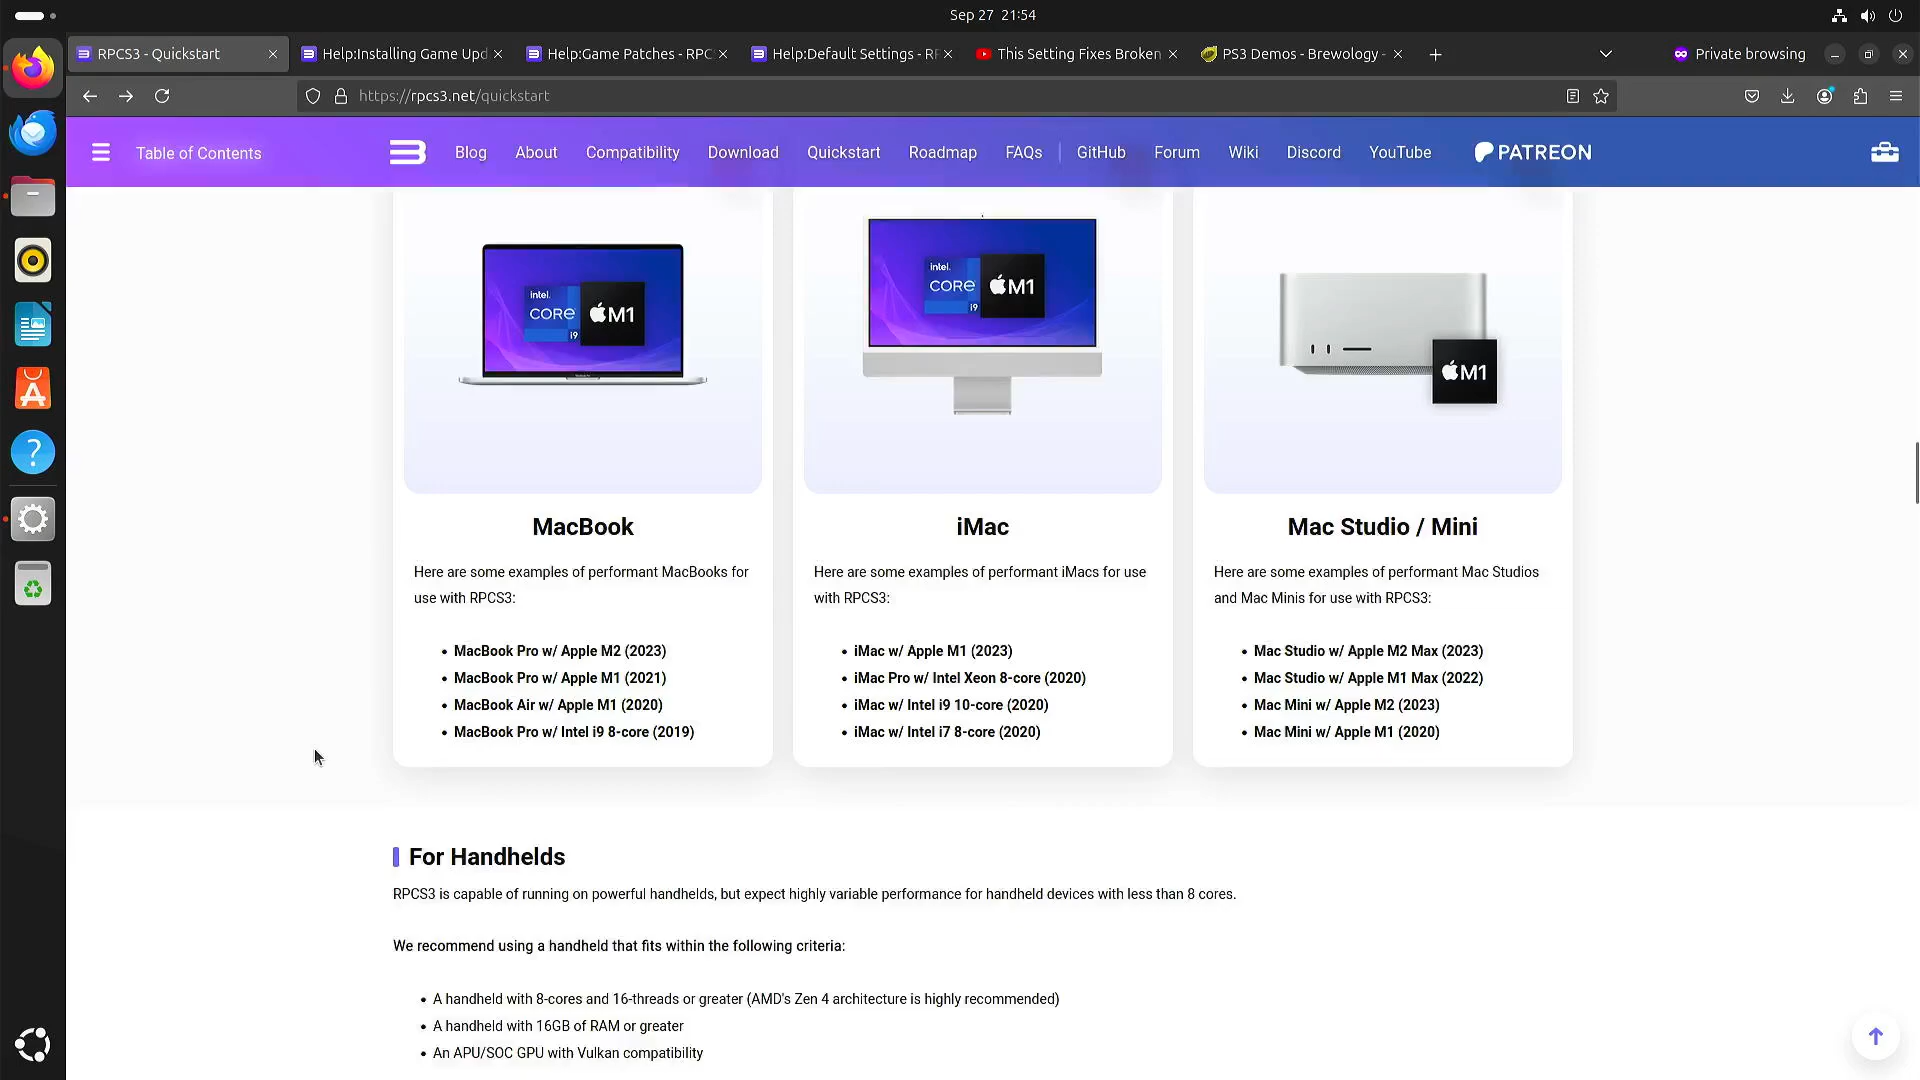 Sep 27 21:54
RPCS3 - Quickstart
Help:Installing Game Upd
Help:Game Patches - RPC
Help:Default Settings - RP
This Setting Fixes Broken
PS3 Demos - Brewology -
Private browsing
https://rpcs3.net/quickstart
Table of Contents
Blog
About
Compatibility
Download
Quickstart
Roadmap
FAQs
GitHub
Forum
Wiki
Discord
YouTube
PATREON
intel.
CORE
i9
M1
intel.
CORE
i9
M1
M1
MacBook
Here are some examples of performant MacBooks for
use with RPCS3:
• MacBook Pro w/ Apple M2 (2023)
• MacBook Pro w/ Apple M1 (2021)
• MacBook Air w/ Apple M1 (2020)
• MacBook Pro w/ Intel i9 8-core (2019)
iMac
Here are some examples of performant iMacs for use
with RPCS3:
• iMac w/ Apple M1 (2023)
• iMac Pro w/ Intel Xeon 8-core (2020)
• iMac w/ Intel i9 10-core (2020)
• iMac w/ Intel i7 8-core (2020)
Mac Studio / Mini
Here are some examples of performant Mac Studios
and Mac Minis for use with RPCS3:
• Mac Studio w/ Apple M2 Max (2023)
• Mac Studio w/ Apple M1 Max (2022)
• Mac Mini w/ Apple M2 (2023)
• Mac Mini w/ Apple M1 (2020)
For Handhelds
RPCS3 is capable of running on powerful handhelds, but expect highly variable performance for handheld devices with less than 8 cores.
We recommend using a handheld that fits within the following criteria:
• A handheld with 8-cores and 16-threads or greater (AMD's Zen 4 architecture is highly recommended)
• A handheld with 16GB of RAM or greater
• An APU/SOC GPU with Vulkan compatibility